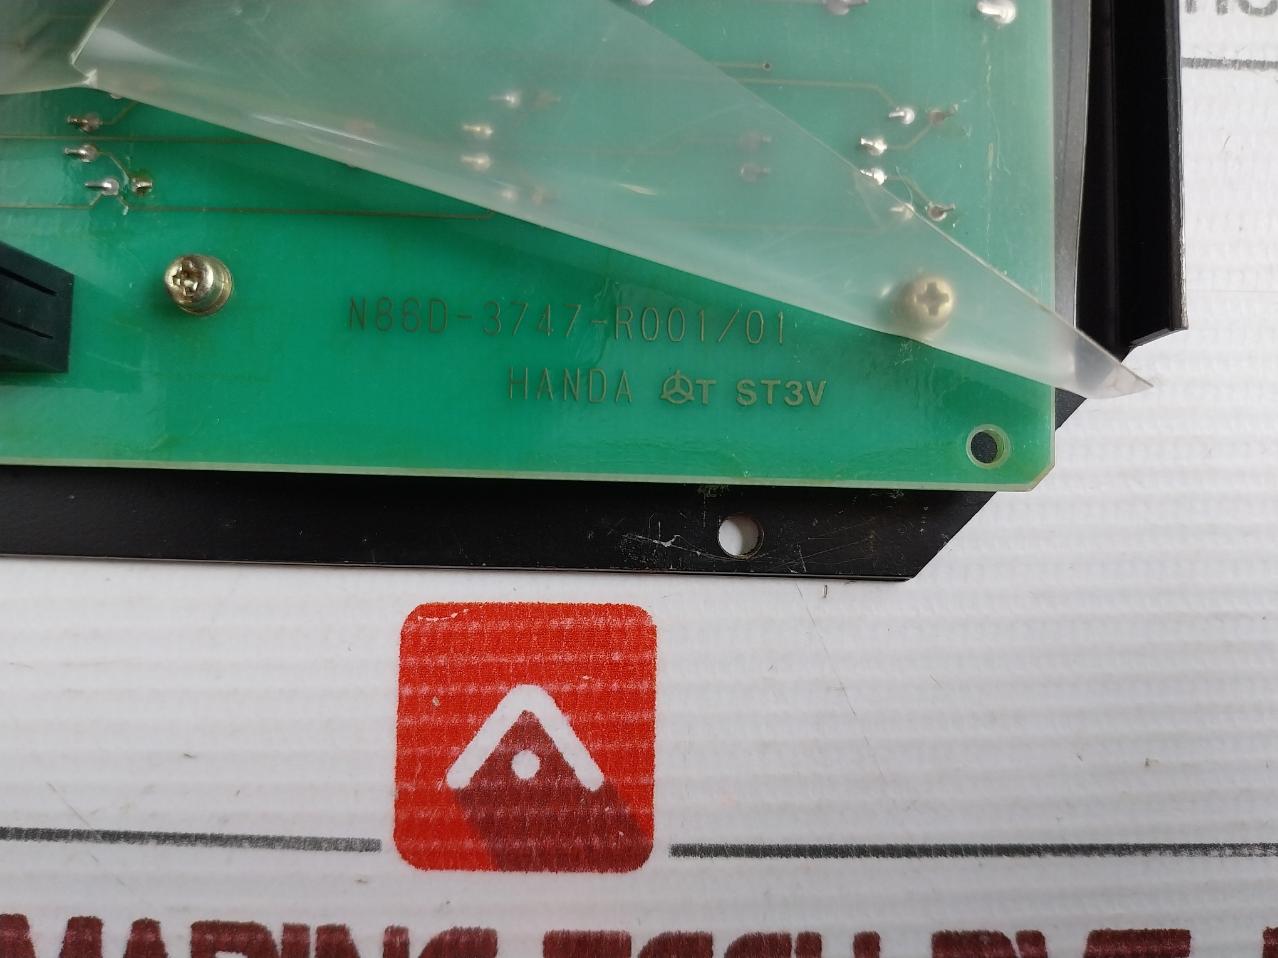 N86D-3747-R001/01
HANDA T ST3V